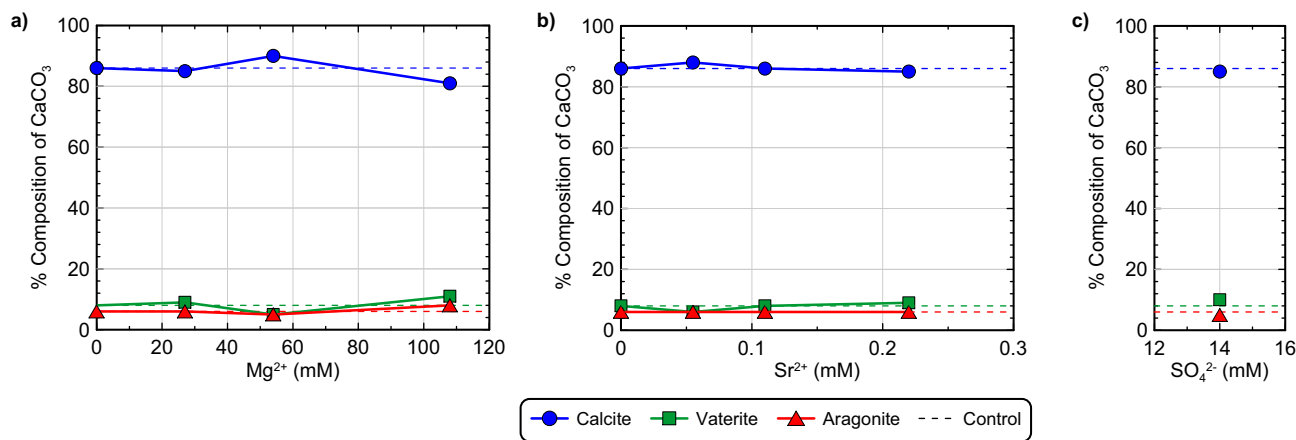 a)
100
80
60
40
20
0
% Composition of CaCO₃
0 20 40 60 80 100 120
Mg²⁺ (mM)
b)
100
80
60
40
20
0
% Composition of CaCO₃
0 0.1 0.2 0.3
Sr²⁺ (mM)
c)
100
80
60
40
20
0
% Composition of CaCO₃
12 14 16
SO₄²⁻ (mM)
Calcite Vaterite Aragonite Control